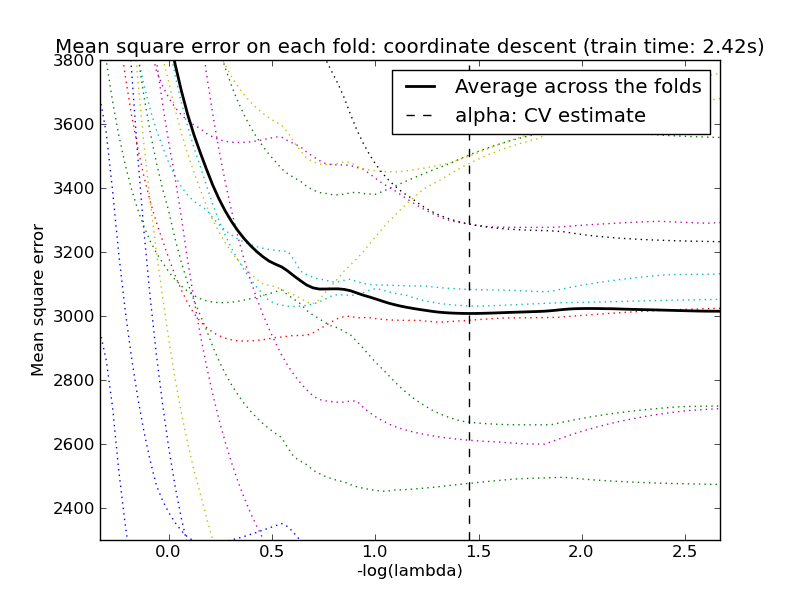 Mean square error on each fold: coordinate descent (train time: 2.42s)
Average across the folds
alpha: CV estimate
Mean square error
3800
3600
3400
3200
3000
2800
2600
2400
0.0 0.5 1.0 1.5 2.0 2.5
-log(lambda)